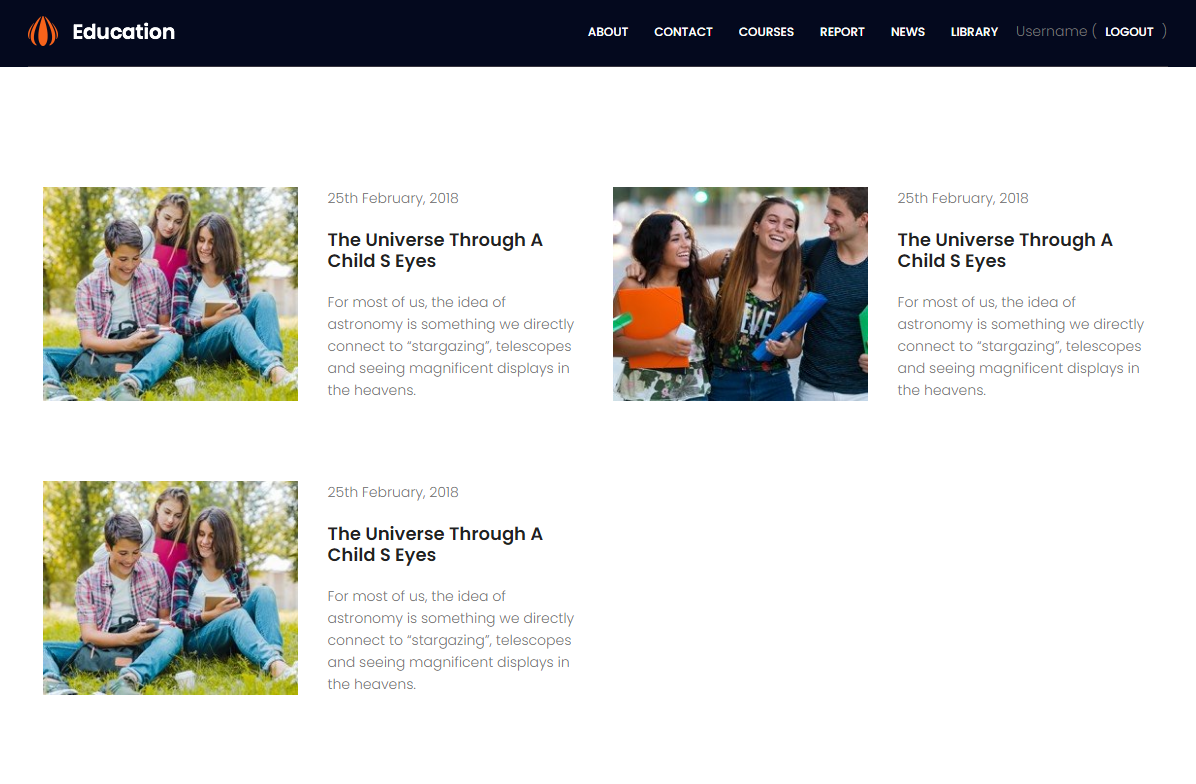 Education
ABOUT CONTACT COURSES REPORT NEWS LIBRARY Username ( LOGOUT )
25th February, 2018
The Universe Through A
Child S Eyes
For most of us, the idea of
astronomy is something we directly
connect to “stargazing”, telescopes
and seeing magnificent displays in
the heavens.
EVE
25th February, 2018
The Universe Through A
Child S Eyes
For most of us, the idea of
astronomy is something we directly
connect to “stargazing”, telescopes
and seeing magnificent displays in
the heavens.
25th February, 2018
The Universe Through A
Child S Eyes
For most of us, the idea of
astronomy is something we directly
connect to “stargazing”, telescopes
and seeing magnificent displays in
the heavens.